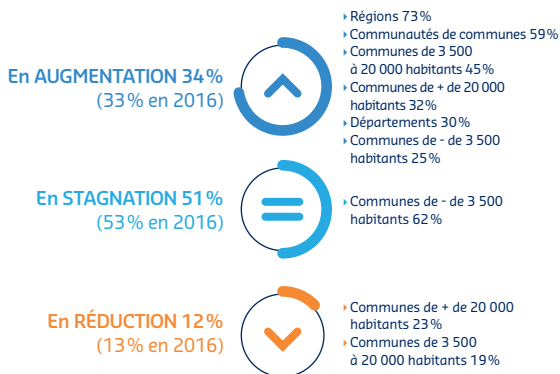 En AUGMENTATION 34 %
(33 % en 2016)
Régions 73 %
Communautés de communes 59 %
Communes de 3 500
à 20 000 habitants 45 %
Communes de + de 20 000
habitants 32 %
Départements 30 %
Communes de - de 3 500
habitants 25 %
En STAGNATION 51 %
(53 % en 2016)
Communes de - de 3 500
habitants 62 %
En RÉDUCTION 12 %
(13 % en 2016)
Communes de + de 20 000
habitants 23 %
Communes de 3 500
à 20 000 habitants 19 %